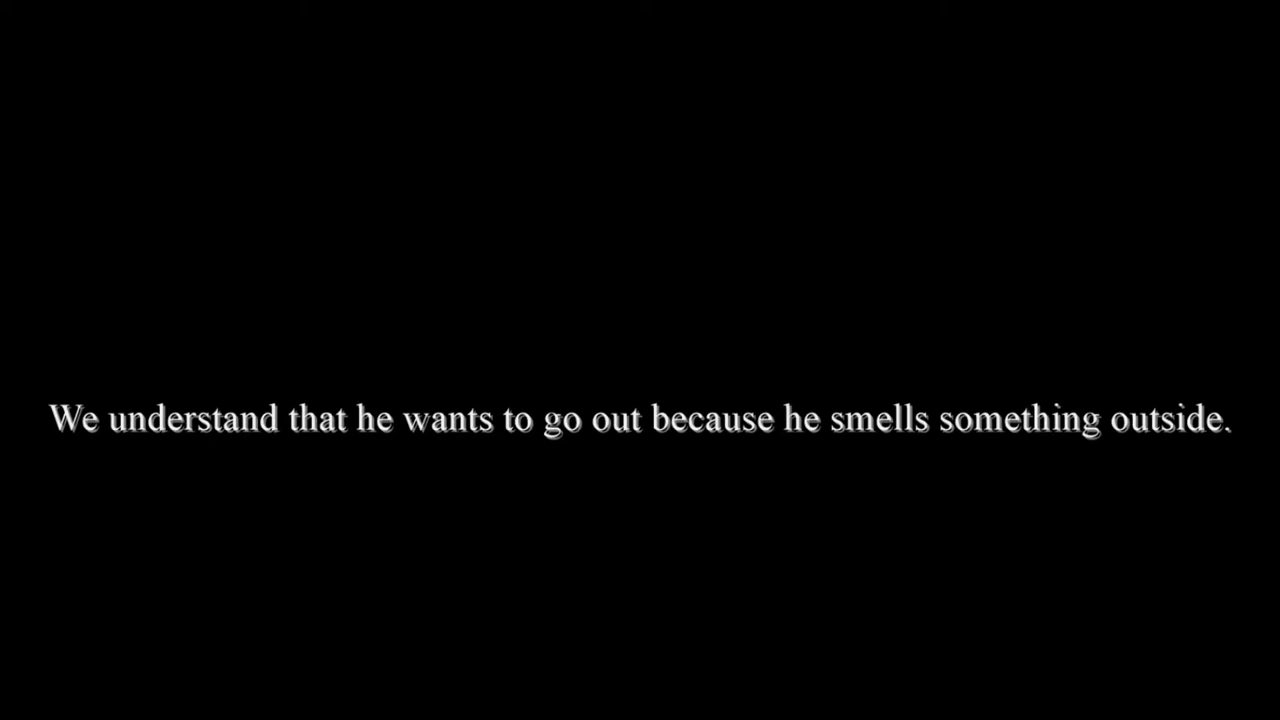 We understand that he wants to go out because he smells something outside.